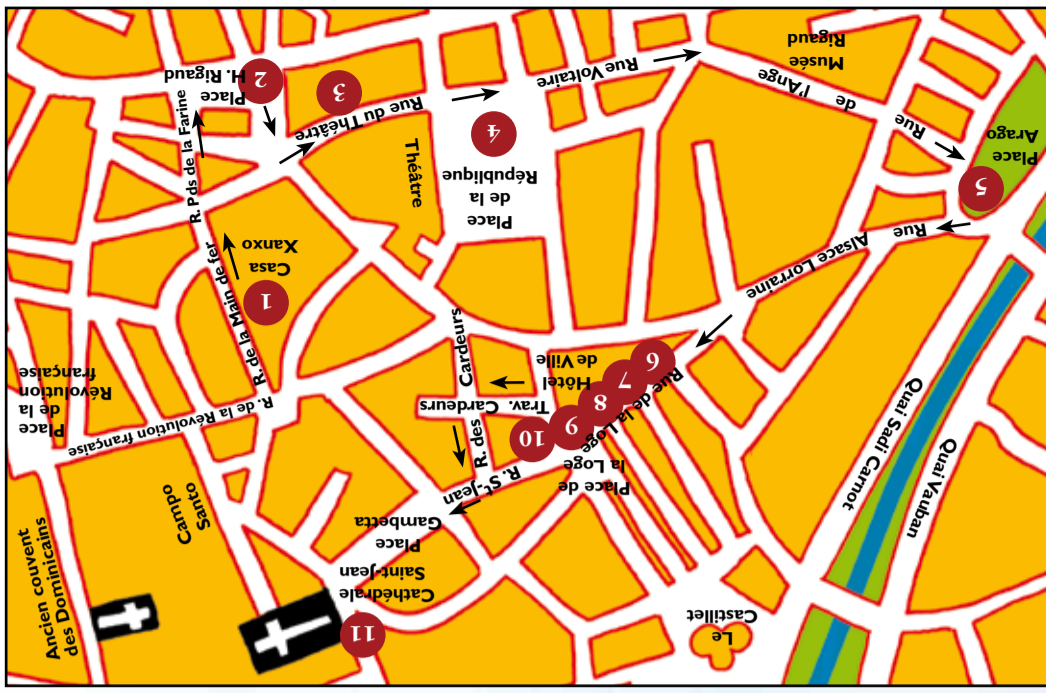 11
Le
Castillet
Cathédrale
Saint-Jean
Ancien couvent
des Dominicains
Place
Gambetta
Campo
Santo
Quai Vauban
Quai Sadi Carnot
Place de
la Loge
R. St-Jean
10
9
8
7
6
Rue de la Loge
Trav. Cardeurs
R. des Cardeurs
Hôtel
de Ville
R. de la Révolution française
Place
de la
Révolution
française
1
Casa
Xanxo
R. de la Main de fer
Rue Alsace Lorraine
5
Place
Arago
Place
de la
République
4
Théâtre
R. Pds de la Farine
Rue de l'Ange
Rue du Théâtre
3
2
Place
H. Rigaud
Rue Voltaire
Musée
Rigaud